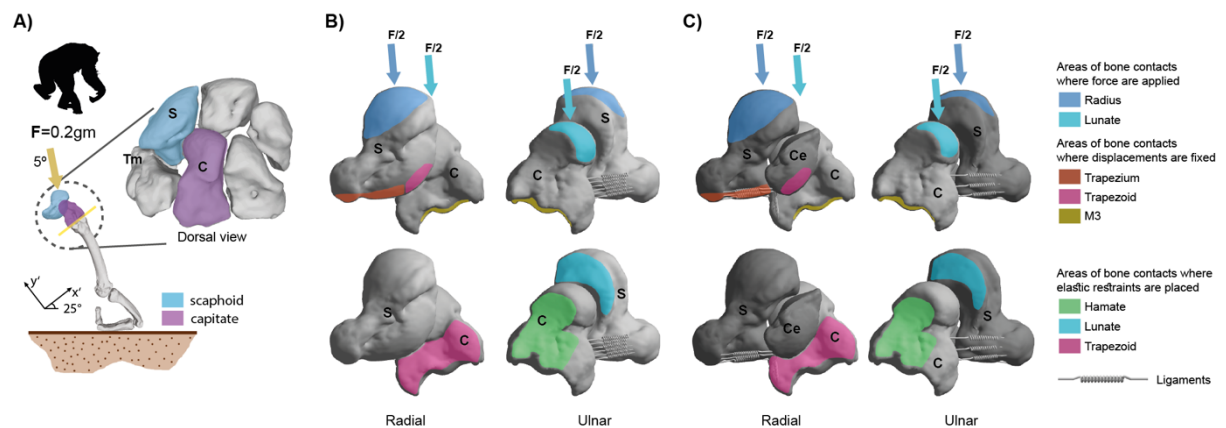 A)
F=0.2gm
5°
S
C
Tm
Dorsal view
y'
x'
25°
scaphoid
capitate
B)
F/2
F/2
F/2
F/2
S
C
S
C
S
C
C
S
Radial
Ulnar
C)
F/2
F/2
F/2
F/2
S
Ce
C
S
C
S
Ce
C
S
C
Radial
Ulnar
Areas of bone contacts
where force are applied
Radius
Lunate
Areas of bone contacts
where displacements are fixed
Trapezium
Trapezoid
M3
Areas of bone contacts where
elastic restraints are placed
Hamate
Lunate
Trapezoid
Ligaments